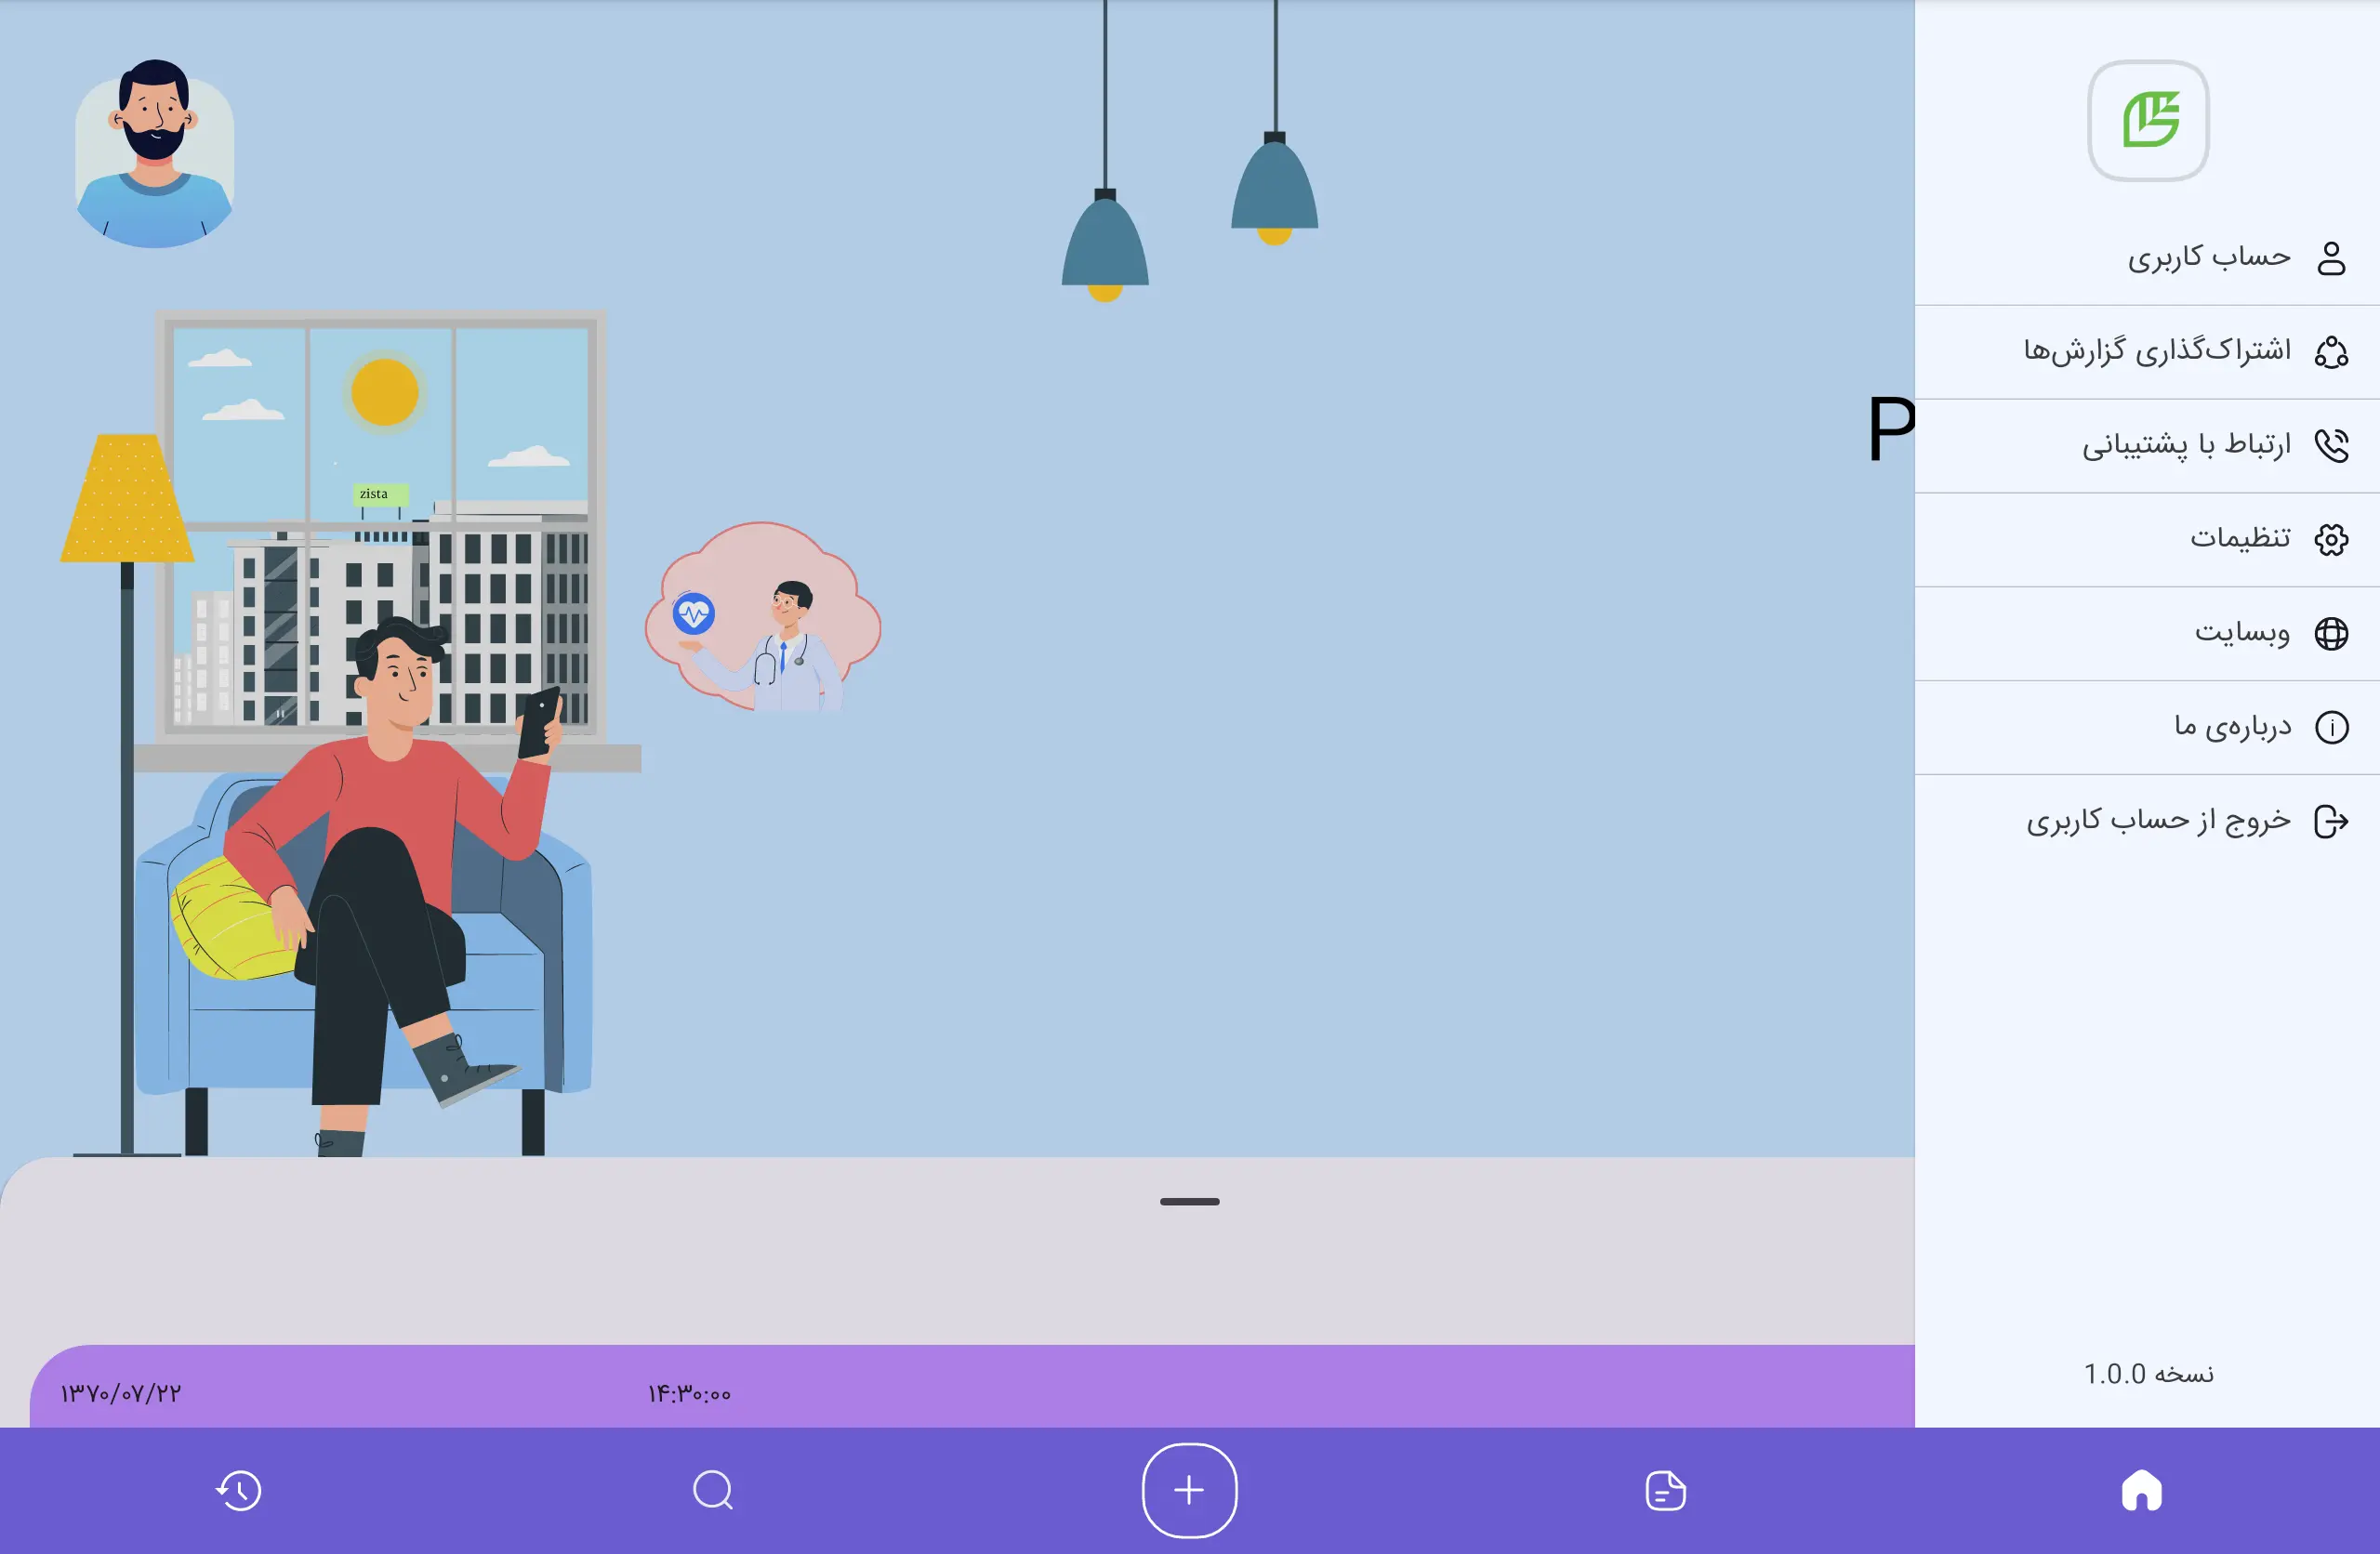 حساب کاربری
اشتراک‌گذاری گزارش‌ها
ارتباط با پشتیبانی
تنظیمات
وبسایت
درباره‌ی ما
خروج از حساب کاربری
نسخه 1.0.0
P
zista
۱۴:۳۰:۰۰
۱۳۷۰/۰۷/۲۲